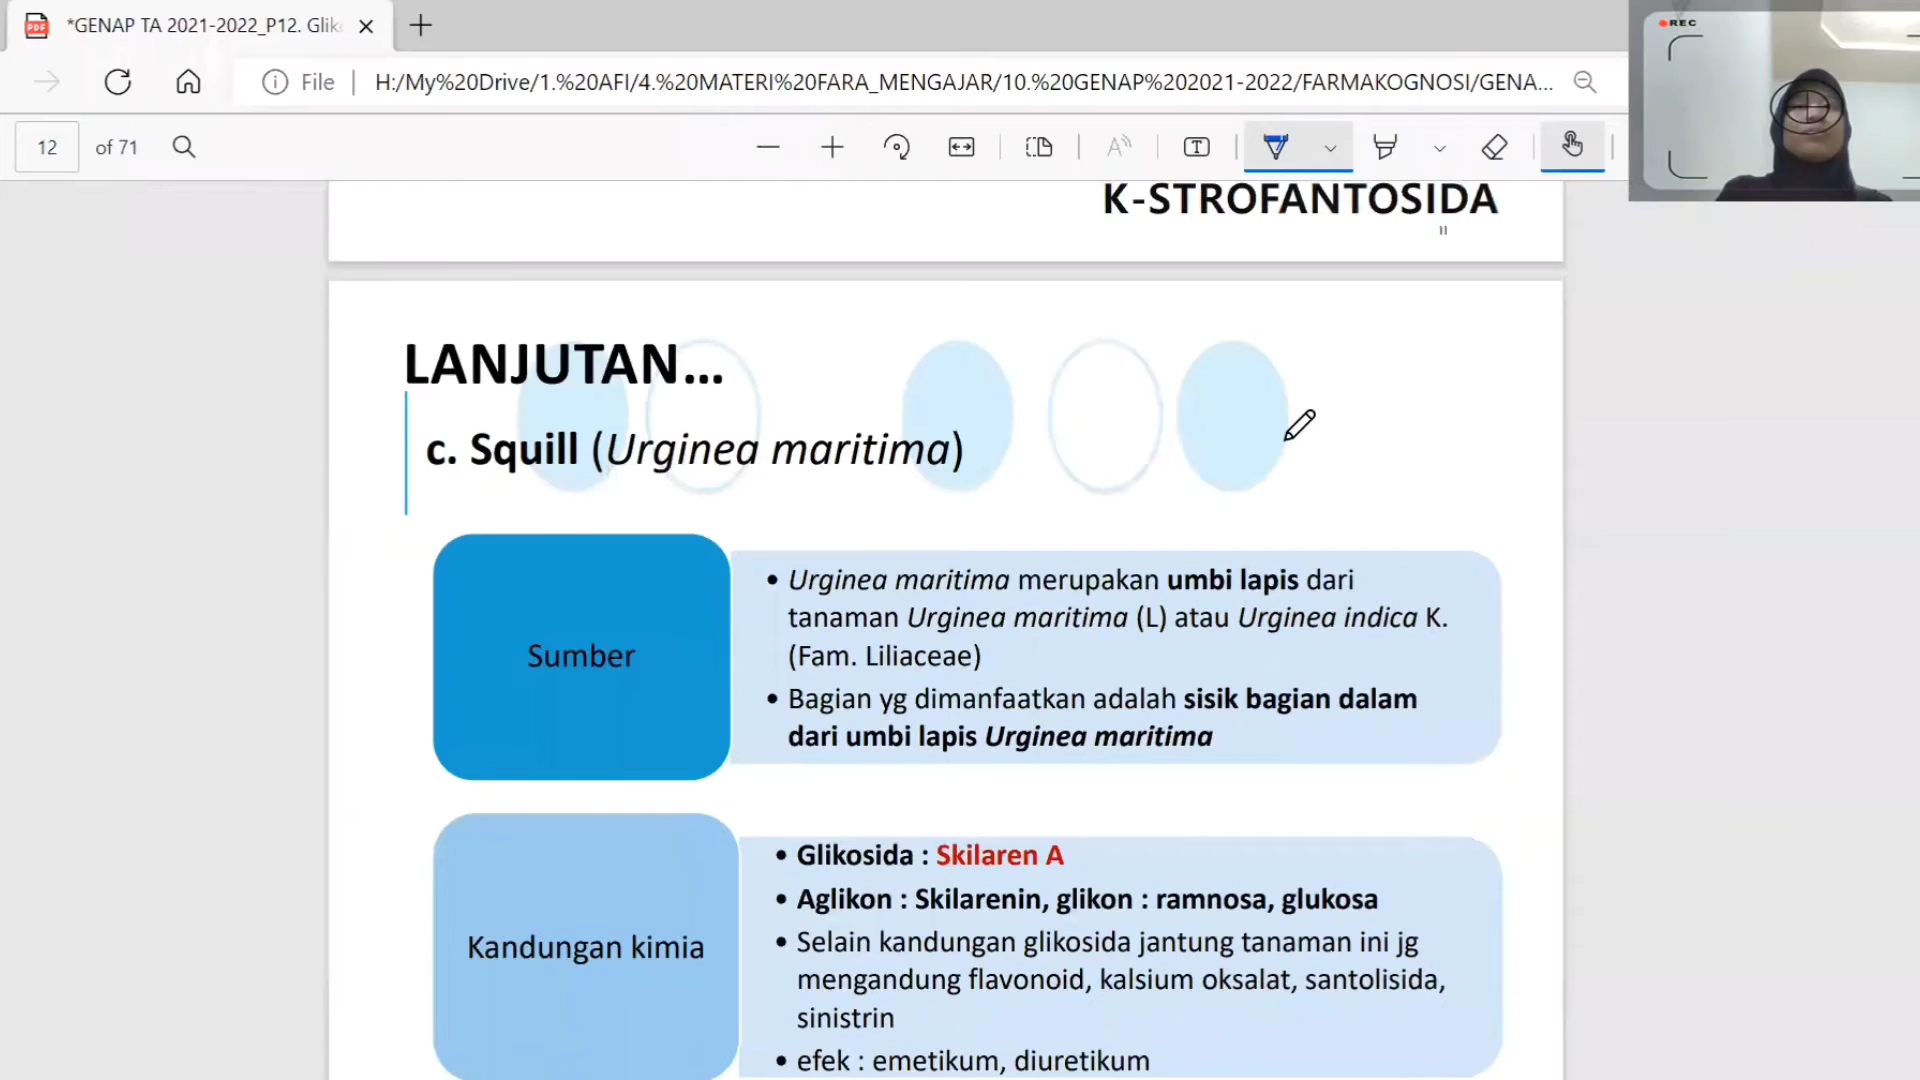 *GENAP TA 2021-2022_P12. Glik
File
H:/My%20Drive/1.%20AFI/4.%20MATERI%20FARA_MENGAJAR/10.%20GENAP%202021-2022/FARMAKOGNOSI/GENA...
REC
12 of 71
K-STROFANTOSIDA
11
LANJUTAN...
c. Squill (Urginea maritima)
Sumber
• Urginea maritima merupakan umbi lapis dari
tanaman Urginea maritima (L) atau Urginea indica K.
(Fam. Liliaceae)
• Bagian yg dimanfaatkan adalah sisik bagian dalam
dari umbi lapis Urginea maritima
Kandungan kimia
• Glikosida : Skilaren A
• Aglikon : Skilarenin, glikon : ramnosa, glukosa
• Selain kandungan glikosida jantung tanaman ini jg
mengandung flavonoid, kalsium oksalat, santolisida,
sinistrin
• efek : emetikum, diuretikum